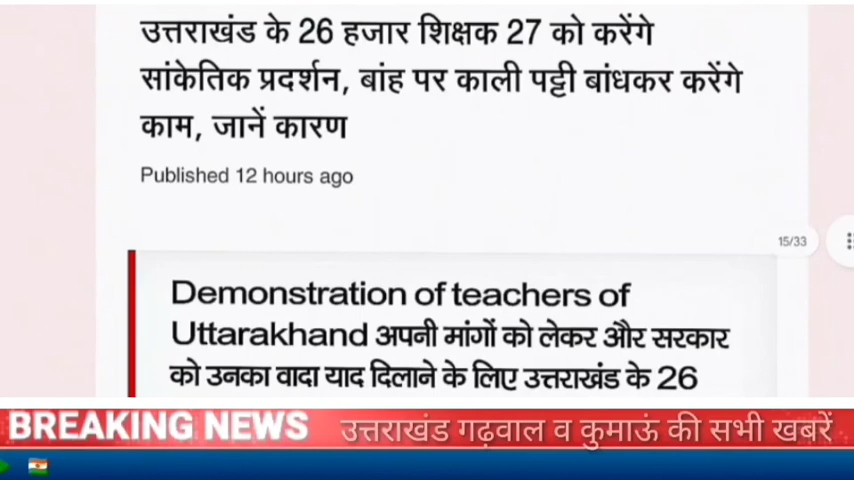 उत्तराखंड के 26 हजार शिक्षक 27 को करेंगे
सांकेतिक प्रदर्शन, बांह पर काली पट्टी बांधकर करेंगे
काम, जानें कारण
Published 12 hours ago
15/33
Demonstration of teachers of
Uttarakhand अपनी मांगों को लेकर और सरकार
को उनका वादा याद दिलाने के लिए उत्तराखंड के 26
BREAKING NEWS उत्तराखंड गढ़वाल व कुमाऊं की सभी खबरें